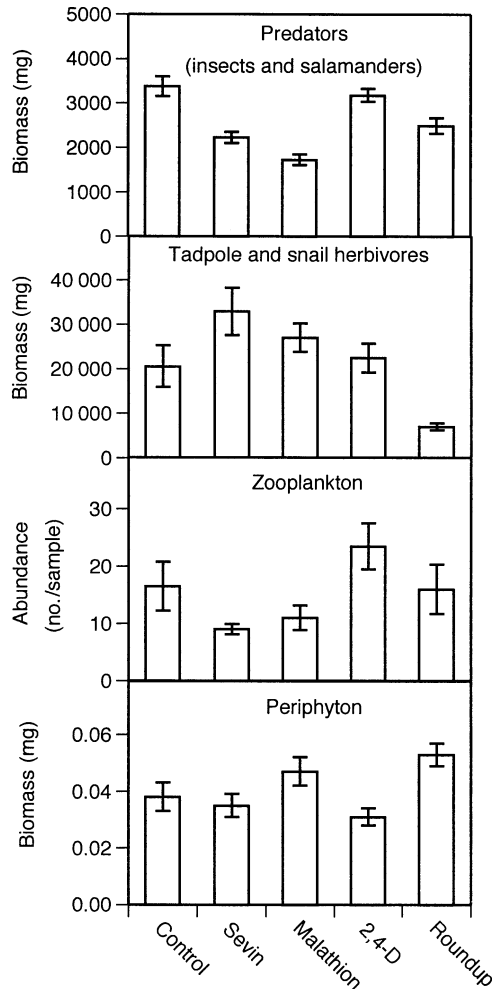 Predators
(insects and salamanders)
Biomass (mg)
5000
4000
3000
2000
1000
0
Tadpole and snail herbivores
Biomass (mg)
40 000
30 000
20 000
10 000
0
Zooplankton
Abundance
(no./sample)
30
20
10
0
Periphyton
Biomass (mg)
0.06
0.04
0.02
0.00
Control
Sevin
Malathion
2,4-D
Roundup